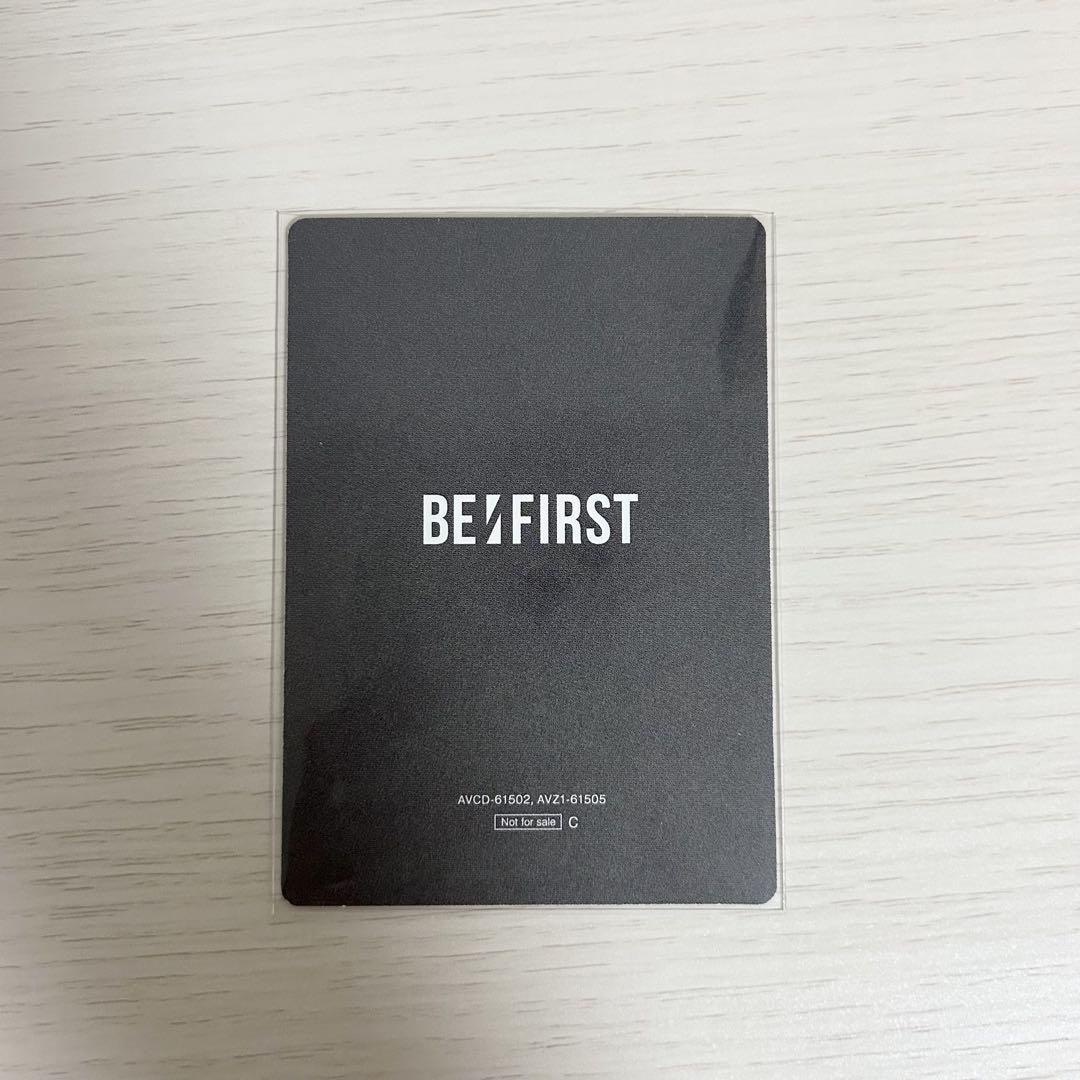 BE:FIRST
AVCD-61502, AVZ1-61505
Not for sale C